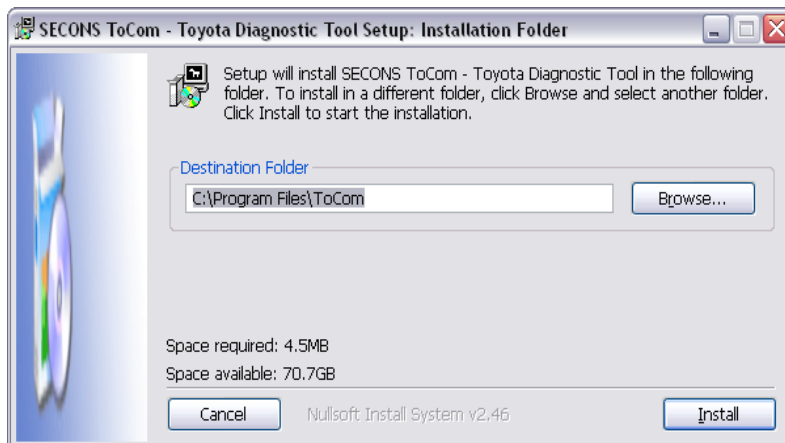 SECONS ToCom - Toyota Diagnostic Tool Setup: Installation Folder
Setup will install SECONS ToCom - Toyota Diagnostic Tool in the following
folder. To install in a different folder, click Browse and select another folder.
Click Install to start the installation.
Destination Folder
C:\Program Files\ToCom
Browse...
Space required: 4.5MB
Space available: 70.7GB
Cancel
Nullsoft Install System v2.46
Install